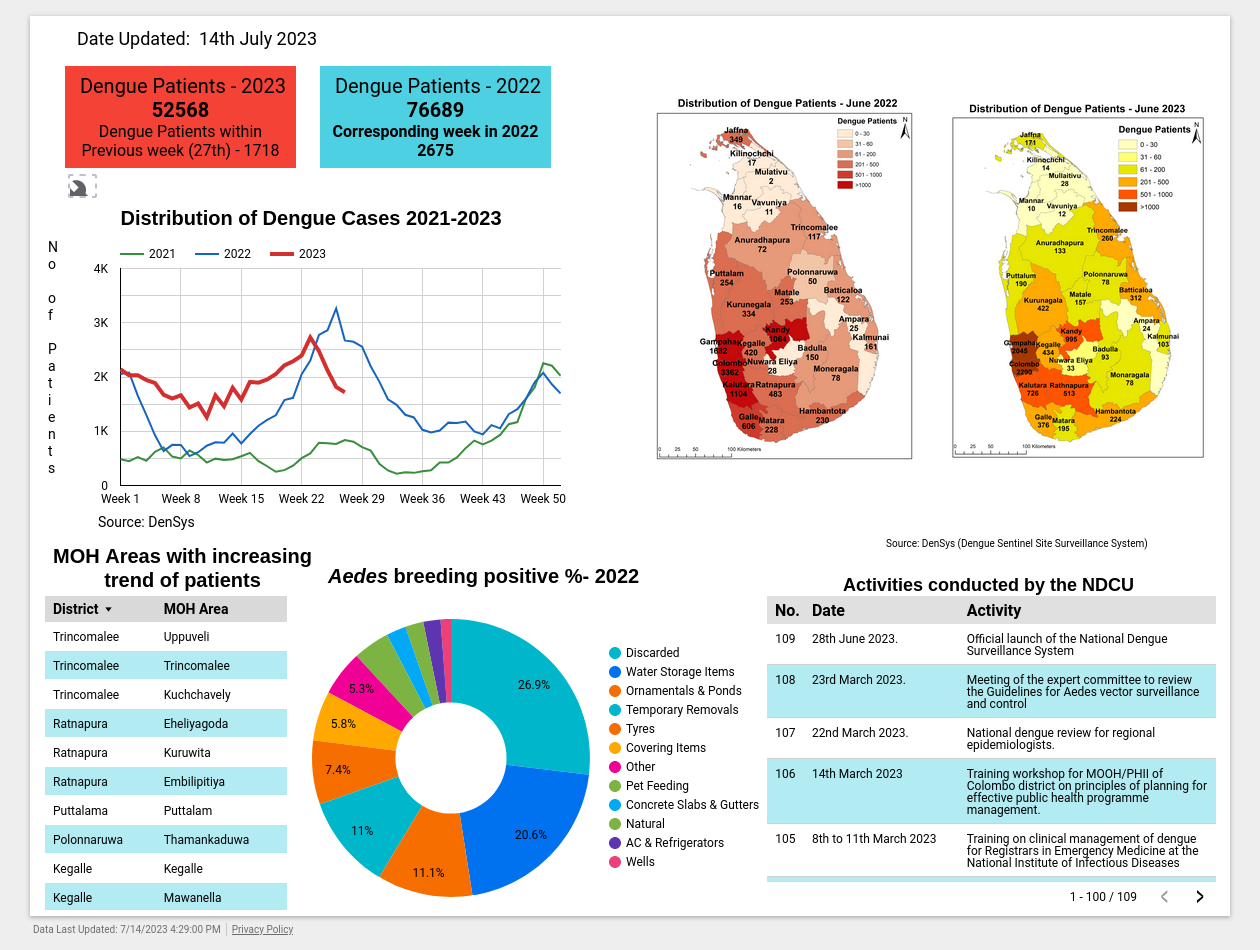 Date Updated:  14th July 2023
Dengue Patients - 2023
52568
Dengue Patients within
Previous week (27th) - 1718
Dengue Patients - 2022
76689
Corresponding week in 2022
2675
Distribution of Dengue Cases 2021-2023
No of Patients
2021
2022
2023
4K
3K
2K
1K
0
Week 1
Week 8
Week 15
Week 22
Week 29
Week 36
Week 43
Week 50
Source: DenSys
Distribution of Dengue Patients - June 2022
Dengue Patients
N
0 - 30
31 - 60
61 - 200
201 - 500
501 - 1000
>1000
Jaffna
349
Kilinochchi
17
Mulativu
2
Mannar
16
Vavuniya
11
Trincomalee
117
Anuradhapura
72
Puttalam
254
Polonnaruwa
50
Matale
253
Batticaloa
122
Kurunegala
334
Ampara
25
Kandy
1064
Kalmunai
161
Gampaha
1682
Kegalle
420
Badulla
150
Colombo
3362
Nuwara Eliya
28
Moneragala
78
Kalutara
1104
Ratnapura
483
Galle
606
Matara
228
Hambantota
230
0 25 50 100 Kilometers
Distribution of Dengue Patients - June 2023
Dengue Patients
N
0 - 30
31 - 60
61 - 200
201 - 500
501 - 1000
>1000
Jaffna
171
Kilinochchi
14
Mullaitivu
28
Mannar
10
Vavuniya
12
Trincomalee
260
Anuradhapura
133
Puttalum
190
Polonnaruwa
78
Batticaloa
312
Matale
157
Kurunagala
422
Ampara
24
Kandy
995
Kalmunai
103
Gampaha
2045
Kegalle
434
Badulla
93
Colombo
2290
Nuwara Eliya
33
Monaragala
78
Kalutara
726
Rathnapura
513
Galle
376
Matara
195
Hambantota
224
0 25 50 100 Kilometers
Source: DenSys (Dengue Sentinel Site Surveillance System)
MOH Areas with increasing
trend of patients
District MOH Area
Trincomalee Uppuveli
Trincomalee Trincomalee
Trincomalee Kuchchavely
Ratnapura Eheliyagoda
Ratnapura Kuruwita
Ratnapura Embilipitiya
Puttalama Puttalam
Polonnaruwa Thamankaduwa
Kegalle Kegalle
Kegalle Mawanella
Aedes breeding positive %- 2022
26.9%
20.6%
11.1%
11%
7.4%
5.8%
5.3%
Discarded
Water Storage Items
Ornamentals & Ponds
Temporary Removals
Tyres
Covering Items
Other
Pet Feeding
Concrete Slabs & Gutters
Natural
AC & Refrigerators
Wells
Activities conducted by the NDCU
No. Date Activity
109 28th June 2023. Official launch of the National Dengue
Surveillance System
108 23rd March 2023. Meeting of the expert committee to review
the Guidelines for Aedes vector surveillance
and control
107 22nd March 2023. National dengue review for regional
epidemiologists.
106 14th March 2023 Training workshop for MOOH/PHII of
Colombo district on principles of planning for
effective public health programme
management.
105 8th to 11th March 2023 Training on clinical management of dengue
for Registrars in Emergency Medicine at the
National Institute of Infectious Diseases
1 - 100 / 109
Data Last Updated: 7/14/2023 4:29:00 PM
Privacy Policy